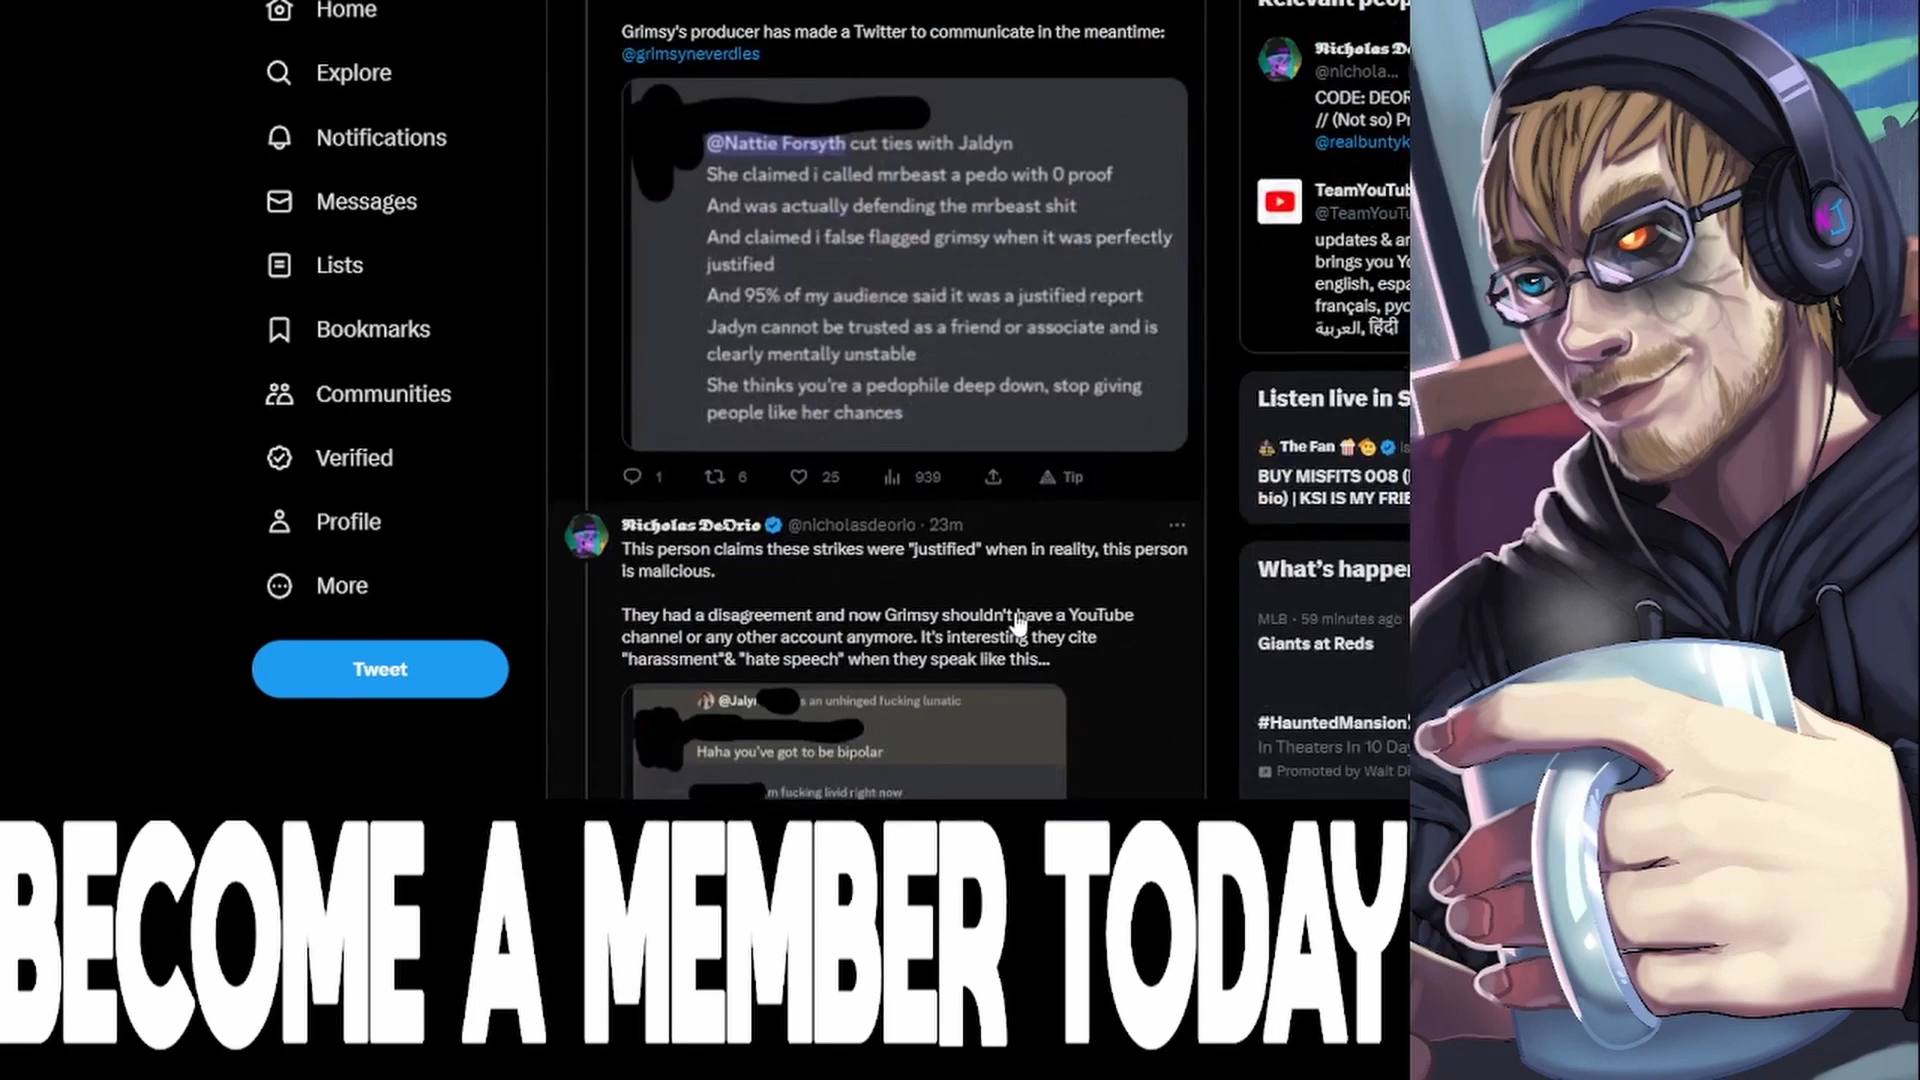 Home
Explore
Notifications
Messages
Lists
Bookmarks
Communities
Verified
Profile
More
Tweet
Grimsy's producer has made a Twitter to communicate in the meantime:
@grimsyneverdies
@Nattie Forsyth cut ties with Jaldyn
She claimed i called mrbeast a pedo with 0 proof
And was actually defending the mrbeast shit
And claimed i false flagged grimsy when it was perfectly
justified
And 95% of my audience said it was a justified report
Jadyn cannot be trusted as a friend or associate and is
clearly mentally unstable
She thinks you're a pedophile deep down, stop giving
people like her chances
1 6 25 939 Tip
Nicholas DeOrio @nicholasdeorio · 23m
This person claims these strikes were "justified" when in reality, this person
is malicious.
They had a disagreement and now Grimsy shouldn't have a YouTube
channel or any other account anymore. It's interesting they cite
"harassment"& "hate speech" when they speak like this...
@Jaly s an unhinged fucking lunatic
Haha you've got to be bipolar
m fucking livid right now
Relevant peop
Nicholas De
@nichola...
CODE: DEOR
// (Not so) Pr
@realbuntyk
TeamYouTub
@TeamYouTu
updates & an
brings you Yo
english, espa
français, рус
العربية, हिंदी
Listen live in S
The Fan is
BUY MISFITS 008 (
bio) | KSI IS MY FRIE
What's happen
MLB · 59 minutes ago
Giants at Reds
#HauntedMansion
In Theaters In 10 Da
Promoted by Walt Di
BECOME A MEMBER TODAY
NJ